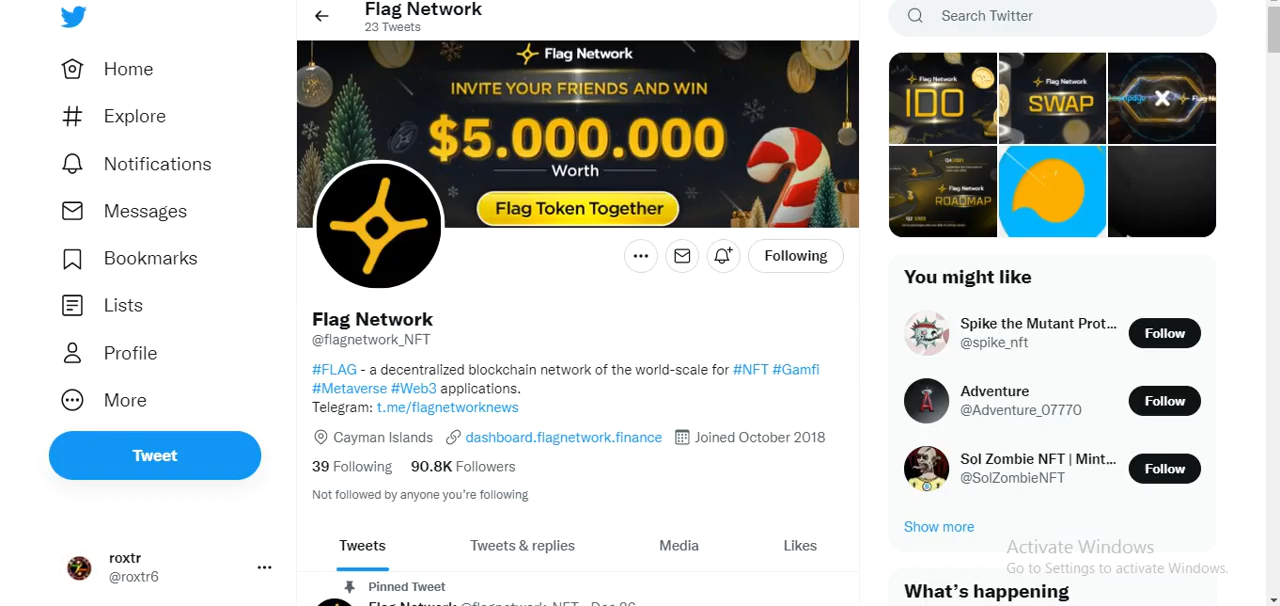 Flag Network
23 Tweets
Search Twitter
Home
Explore
Notifications
Messages
Bookmarks
Lists
Profile
More
Tweet
roxtr
@roxtr6
Flag Network
INVITE YOUR FRIENDS AND WIN
$5.000.000
Worth
Flag Token Together
Following
Flag Network
@flagnetwork_NFT
#FLAG - a decentralized blockchain network of the world-scale for #NFT #Gamfi
#Metaverse #Web3 applications.
Telegram: t.me/flagnetworknews
Cayman Islands dashboard.flagnetwork.finance Joined October 2018
39 Following 90.8K Followers
Not followed by anyone you're following
Tweets Tweets & replies Media Likes
Pinned Tweet
Flag Network @flagnetwork_NFT · Dec 26
Flag Network
IDO
Flag Network
SWAP
Q4 2021
Flag Network
ROADMAP
Q2 2022
You might like
Spike the Mutant Prot...
@spike_nft
Follow
Adventure
@Adventure_07770
Follow
Sol Zombie NFT | Mint...
@SolZombieNFT
Follow
Show more
Activate Windows
Go to Settings to activate Windows.
What's happening